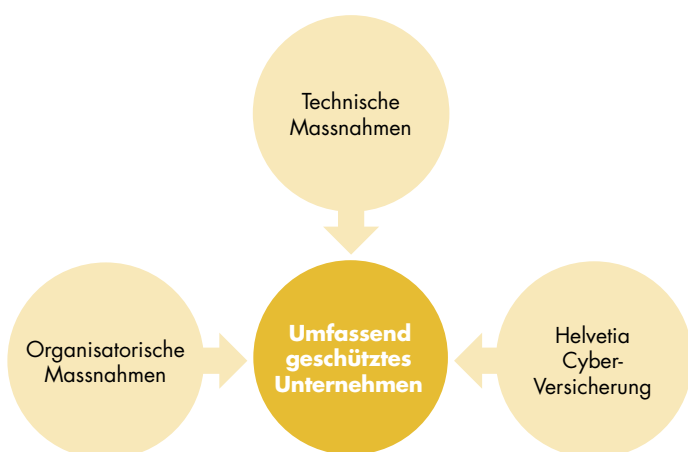 Technische
Massnahmen
Organisatorische
Massnahmen
Umfassend
geschütztes
Unternehmen
Helvetia
Cyber-
Versicherung